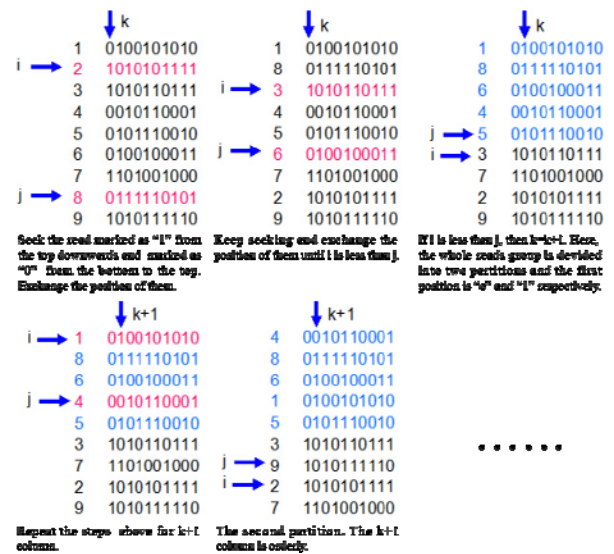 k
1 0100101010
i 2 1010101111
3 1010110111
4 0010110001
5 0101110010
6 0100100011
7 1101001000
j 8 0111110101
9 1010111110
Seek the read marked as "1" from
the top downwards and marked as
"0" from the bottom to the top.
Exchange the position of them.
k
1 0100101010
8 0111110101
i 3 1010110111
4 0010110001
5 0101110010
j 6 0100100011
7 1101001000
2 1010101111
9 1010111110
Keep seeking and exchange the
position of them until i is less than j.
k
1 0100101010
8 0111110101
6 0100100011
4 0010110001
j 5 0101110010
i 3 1010110111
7 1101001000
2 1010101111
9 1010111110
If i is less than j, then k=k+1. Here,
the whole reads group is devided
into two partitions and the first
position is "o" and "1" respectively.
k+1
i 1 0100101010
8 0111110101
6 0100100011
j 4 0010110001
5 0101110010
3 1010110111
7 1101001000
2 1010101111
9 1010111110
Repeat the steps above for k+1
column.
k+1
4 0010110001
8 0111110101
6 0100100011
1 0100101010
5 0101110010
3 1010110111
j 9 1010111110
i 2 1010101111
7 1101001000
The second partition. The k+1
column is orderly.
......